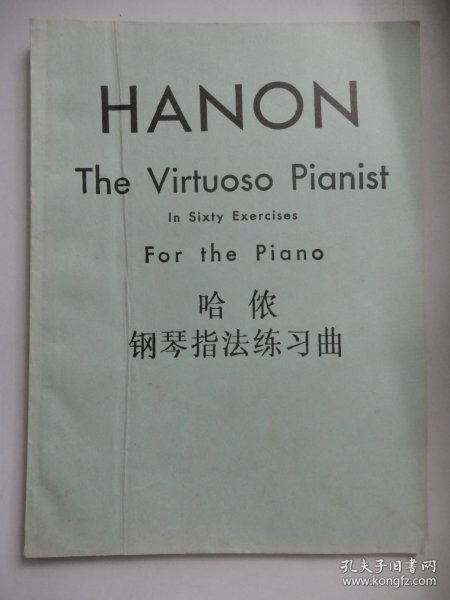 HANON
The Virtuoso Pianist
In Sixty Exercises
For the Piano
哈 侬
钢琴指法练习曲
孔夫子旧书网
www.kongfz.com